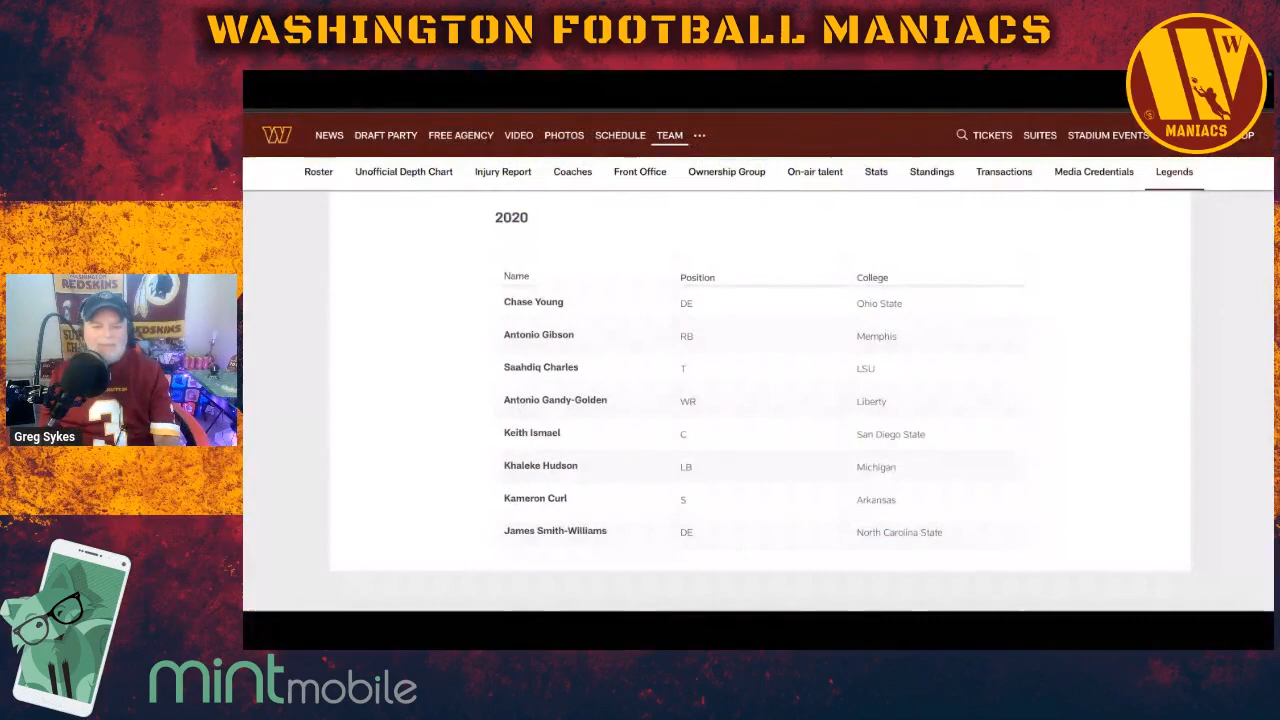 WASHINGTON FOOTBALL MANIACS
W
MANIACS
NEWS DRAFT PARTY FREE AGENCY VIDEO PHOTOS SCHEDULE TEAM ••• TICKETS SUITES STADIUM EVENTS
Roster Unofficial Depth Chart Injury Report Coaches Front Office Ownership Group On-air talent Stats Standings Transactions Media Credentials Legends
2020
Name Position College
Chase Young DE Ohio State
Antonio Gibson RB Memphis
Saahdiq Charles T LSU
Antonio Gandy-Golden WR Liberty
Keith Ismael C San Diego State
Khaleke Hudson LB Michigan
Kameron Curl S Arkansas
James Smith-Williams DE North Carolina State
WASHINGTON
REDSKINS
REDSKINS
3
Greg Sykes
mintmobile